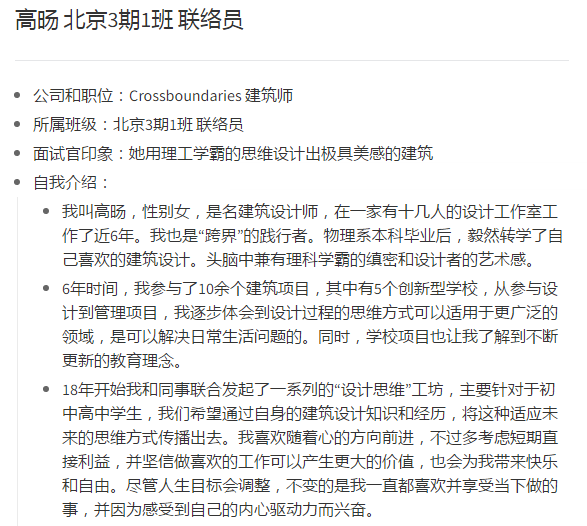 高旸 北京3期1班 联络员
公司和职位：Crossboundaries 建筑师
所属班级：北京3期1班 联络员
面试官印象：她用理工学霸的思维设计出极具美感的建筑
自我介绍：
我叫高旸，性别女，是名建筑设计师，在一家有十几人的设计工作室工
作了近6年。我也是“跨界”的践行者。物理系本科毕业后，毅然转学了自
己喜欢的建筑设计。头脑中兼有理科学霸的缜密和设计者的艺术感。
6年时间，我参与了10余个建筑项目，其中有5个创新型学校，从参与设
计到管理项目，我逐步体会到设计过程的思维方式可以适用于更广泛的
领域，是可以解决日常生活问题的。同时，学校项目也让我了解到不断
更新的教育理念。
18年开始我和同事联合发起了一系列的“设计思维”工坊，主要针对于初
中高中学生，我们希望通过自身的建筑设计知识和经历，将这种适应未
来的思维方式传播出去。我喜欢随着心的方向前进，不过多考虑短期直
接利益，并坚信做喜欢的工作可以产生更大的价值，也会为我带来快乐
和自由。尽管人生目标会调整，不变的是我一直都喜欢并享受当下做的
事，并因为感受到自己的内心驱动力而兴奋。